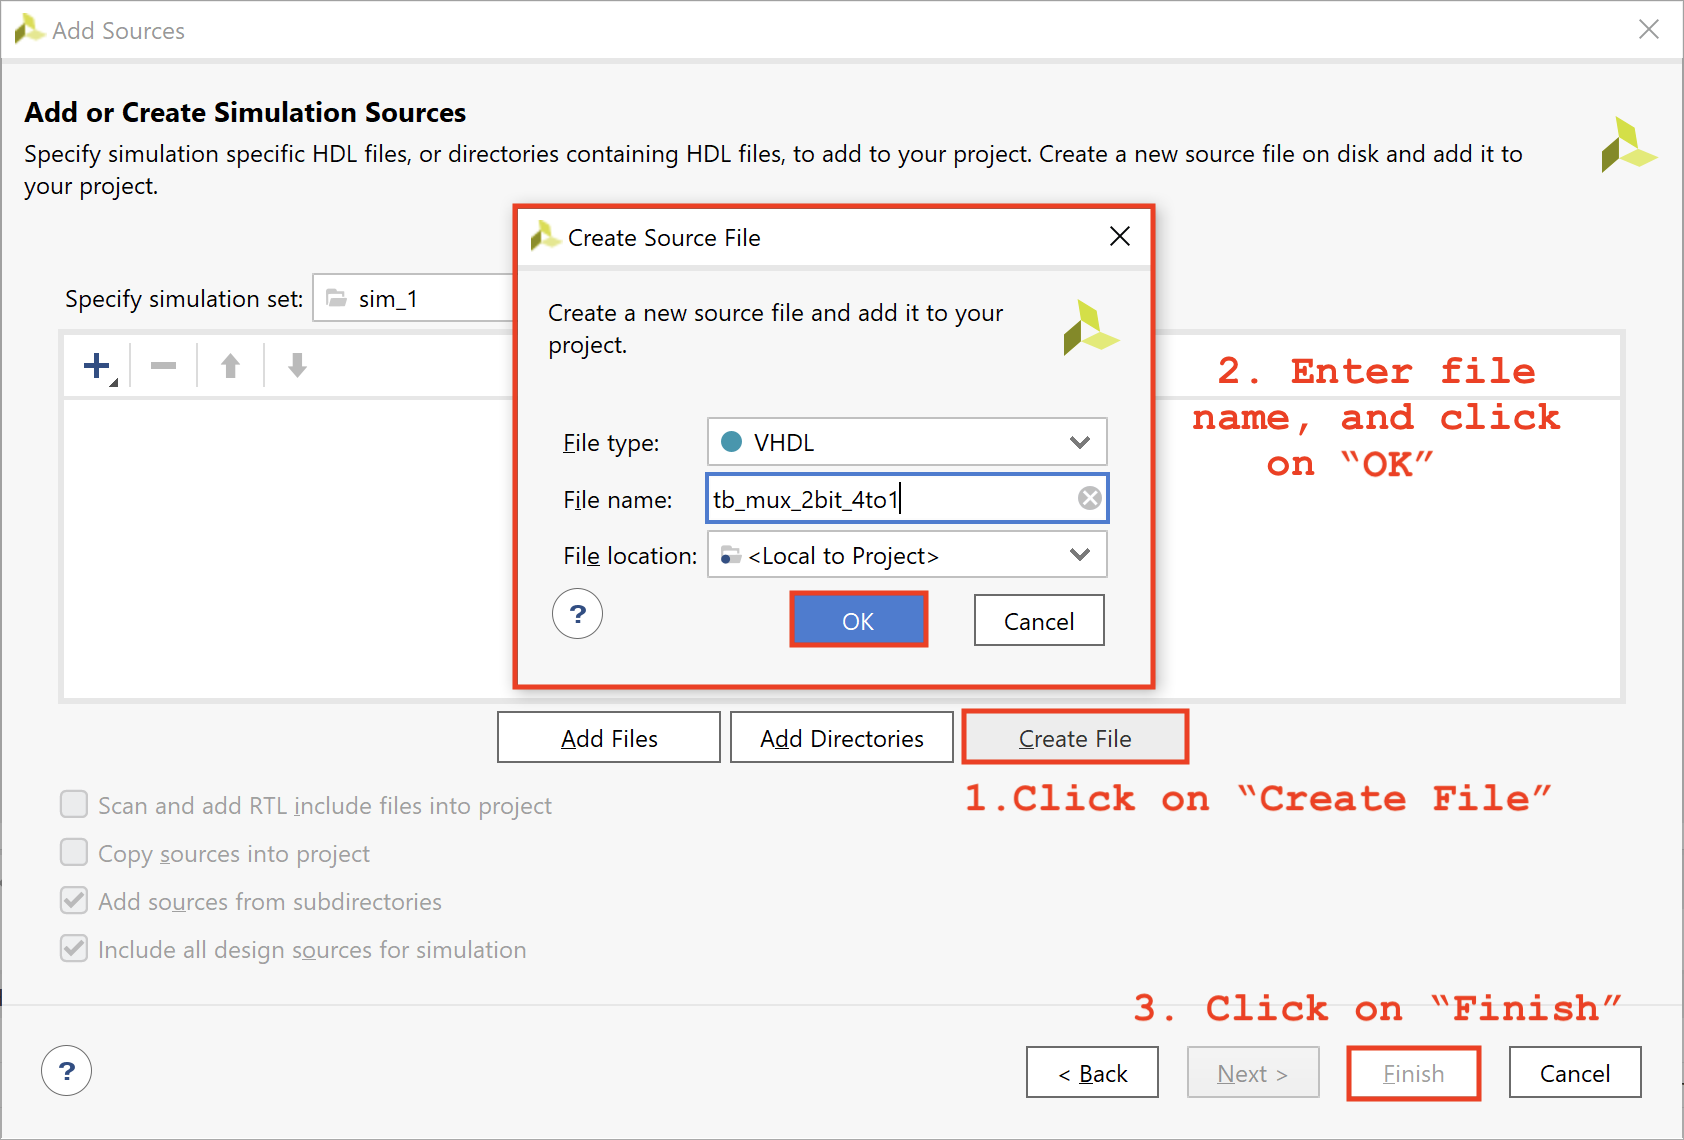 Add Sources
Add or Create Simulation Sources
Specify simulation specific HDL files, or directories containing HDL files, to add to your project. Create a new source file on disk and add it to
your project.
Specify simulation set: sim_1
Create Source File
Create a new source file and add it to your
project.
File type: VHDL
File name: tb_mux_2bit_4to1
File location: <Local to Project>
? OK Cancel
2. Enter file
name, and click
on “OK”
Add Files Add Directories Create File
1.Click on “Create File”
Scan and add RTL include files into project
Copy sources into project
Add sources from subdirectories
Include all design sources for simulation
3. Click on “Finish”
? < Back Next > Finish Cancel